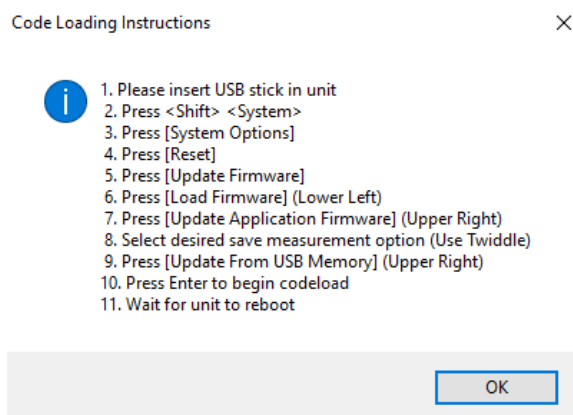 Code Loading Instructions
1. Please insert USB stick in unit
2. Press <Shift> <System>
3. Press [System Options]
4. Press [Reset]
5. Press [Update Firmware]
6. Press [Load Firmware] (Lower Left)
7. Press [Update Application Firmware] (Upper Right)
8. Select desired save measurement option (Use Twiddle)
9. Press [Update From USB Memory] (Upper Right)
10. Press Enter to begin codeload
11. Wait for unit to reboot
OK